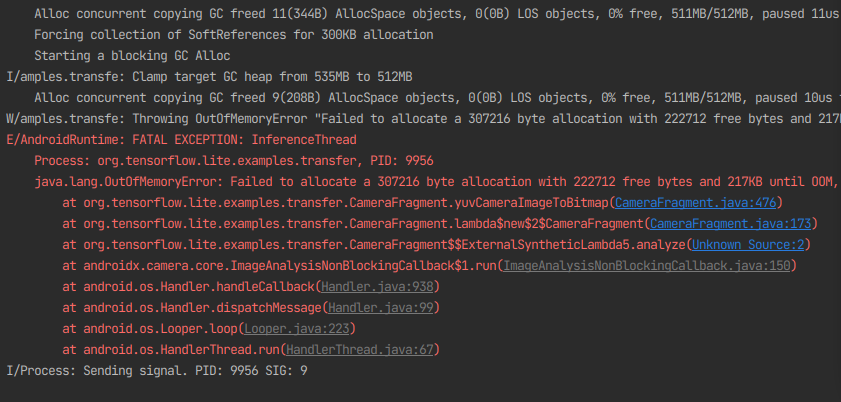 Alloc concurrent copying GC freed 11(344B) AllocSpace objects, 0(0B) LOS objects, 0% free, 511MB/512MB, paused 11us
Forcing collection of SoftReferences for 300KB allocation
Starting a blocking GC Alloc
I/amples.transfe: Clamp target GC heap from 535MB to 512MB
Alloc concurrent copying GC freed 9(208B) AllocSpace objects, 0(0B) LOS objects, 0% free, 511MB/512MB, paused 10us
W/amples.transfe: Throwing OutOfMemoryError "Failed to allocate a 307216 byte allocation with 222712 free bytes and 217
E/AndroidRuntime: FATAL EXCEPTION: InferenceThread
Process: org.tensorflow.lite.examples.transfer, PID: 9956
java.lang.OutOfMemoryError: Failed to allocate a 307216 byte allocation with 222712 free bytes and 217KB until OOM,
at org.tensorflow.lite.examples.transfer.CameraFragment.yuvCameraImageToBitmap(CameraFragment.java:476)
at org.tensorflow.lite.examples.transfer.CameraFragment.lambda$new$2$CameraFragment(CameraFragment.java:173)
at org.tensorflow.lite.examples.transfer.CameraFragment$$ExternalSyntheticLambda5.analyze(Unknown Source:2)
at androidx.camera.core.ImageAnalysisNonBlockingCallback$1.run(ImageAnalysisNonBlockingCallback.java:150)
at android.os.Handler.handleCallback(Handler.java:938)
at android.os.Handler.dispatchMessage(Handler.java:99)
at android.os.Looper.loop(Looper.java:223)
at android.os.HandlerThread.run(HandlerThread.java:67)
I/Process: Sending signal. PID: 9956 SIG: 9